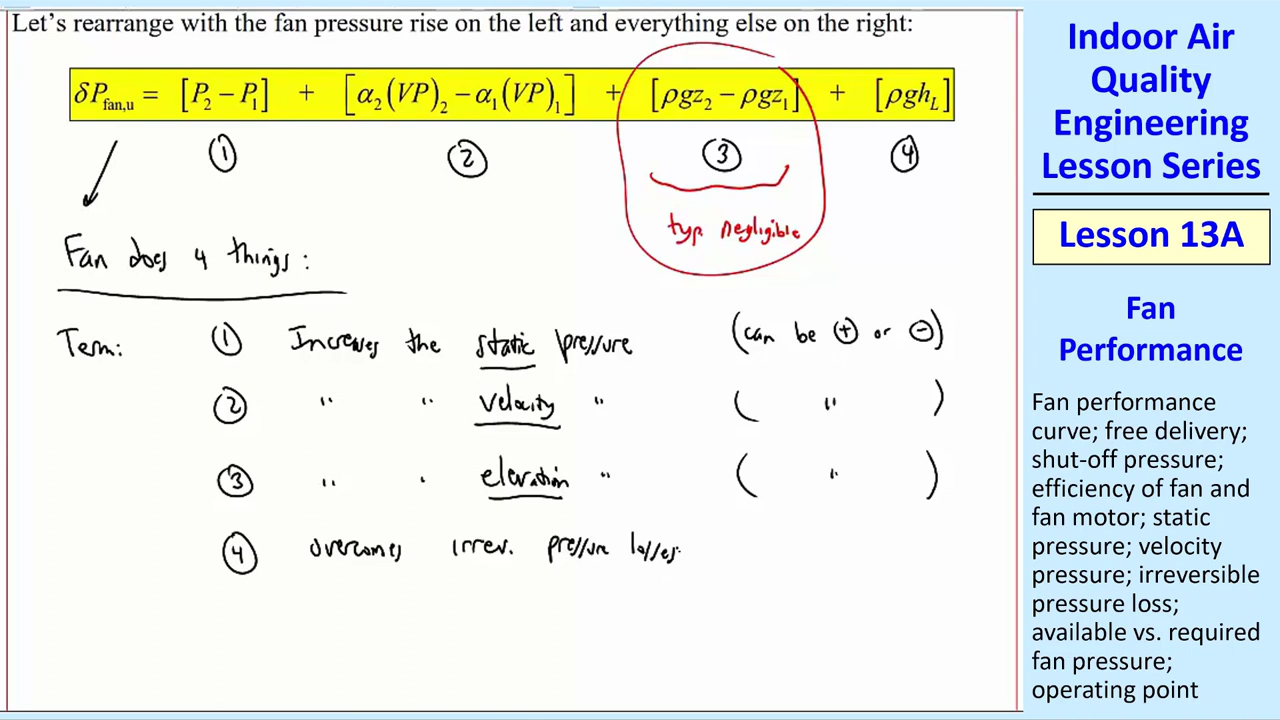 Let's rearrange with the fan pressure rise on the left and everything else on the right:
δP_fan,u = [P₂ − P₁] + [α₂(VP)₂ − α₁(VP)₁] + [ρgz₂ − ρgz₁] + [ρgh_L]
① ② ③ ④
typ. negligible
Fan does 4 things:
Term: ① Increases the static pressure (can be ⊕ or ⊖)
② " " velocity " ( " )
③ " " elevation " ( " )
④ overcomes irrev. pressure losses
Indoor Air
Quality
Engineering
Lesson Series
Lesson 13A
Fan
Performance
Fan performance
curve; free delivery;
shut-off pressure;
efficiency of fan and
fan motor; static
pressure; velocity
pressure; irreversible
pressure loss;
available vs. required
fan pressure;
operating point